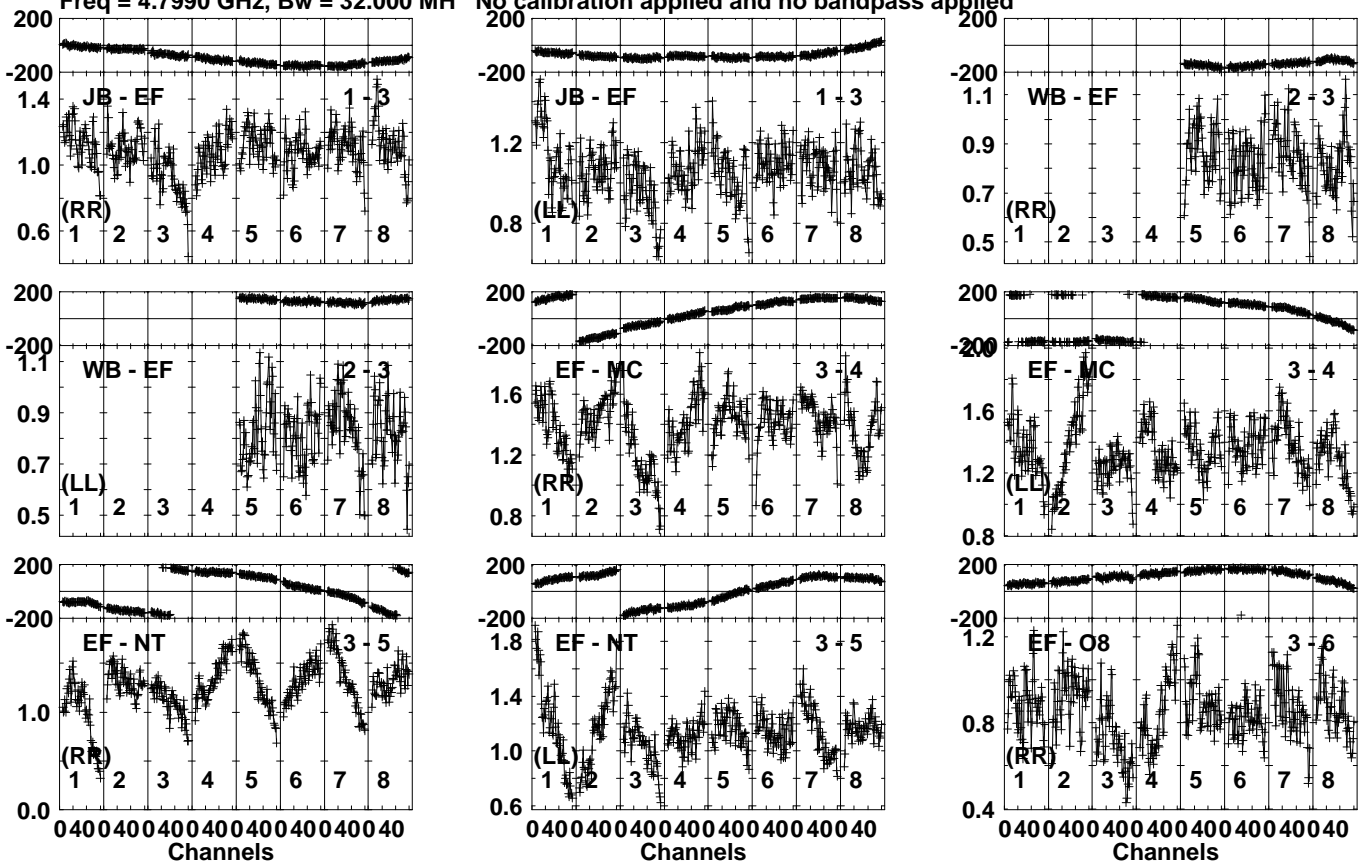 Freq = 4.7990 GHz, Bw = 32.000 MH No calibration applied and no bandpass applied
200
-200
JB - EF 1 - 3
1.4
1.0
0.6
(RR)
1 2 3 4 5 6 7 8
200
-200
JB - EF 1 - 3
1.2
0.8
(LL)
1 2 3 4 5 6 7 8
200
-200
WB - EF 2 - 3
1.1
0.9
0.7
0.5
(RR)
1 2 3 4 5 6 7 8
200
-200
WB - EF 2 - 3
1.1
0.9
0.7
0.5
(LL)
1 2 3 4 5 6 7 8
200
-200
EF - MC 3 - 4
1.6
1.2
0.8
(RR)
1 2 3 4 5 6 7 8
200
-200
2.0
EF - MC 3 - 4
1.6
1.2
0.8
(LL)
1 2 3 4 5 6 7 8
200
-200
EF - NT 3 - 5
1.0
0.0
(RR)
1 2 3 4 5 6 7 8
0 40 0 40 0 40 0 40 0 40 0 40 0 40 0 40
Channels
200
-200
EF - NT 3 - 5
1.8
1.4
1.0
0.6
(LL)
1 2 3 4 5 6 7 8
0 40 0 40 0 40 0 40 0 40 0 40 0 40 0 40
Channels
200
-200
EF - O8 3 - 6
1.2
0.8
0.4
(RR)
1 2 3 4 5 6 7 8
0 40 0 40 0 40 0 40 0 40 0 40 0 40 0 40
Channels